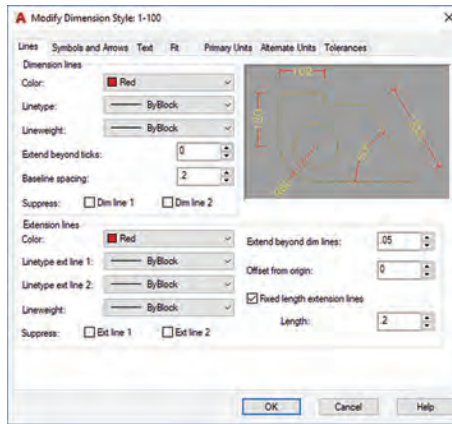 A Modify Dimension Style: 1-100
Lines Symbols and Arrows Text Fit Primary Units Alternate Units Tolerances
Dimension lines
Color: Red
Linetype: ByBlock
Lineweight: ByBlock
Extend beyond ticks: 0
Baseline spacing: .2
Suppress: Dim line 1 Dim line 2
Extension lines
Color: Red
Linetype ext line 1: ByBlock
Linetype ext line 2: ByBlock
Lineweight: ByBlock
Suppress: Ext line 1 Ext line 2
Extend beyond dim lines: .05
Offset from origin: 0
Fixed length extension lines
Length: .2
OK Cancel Help